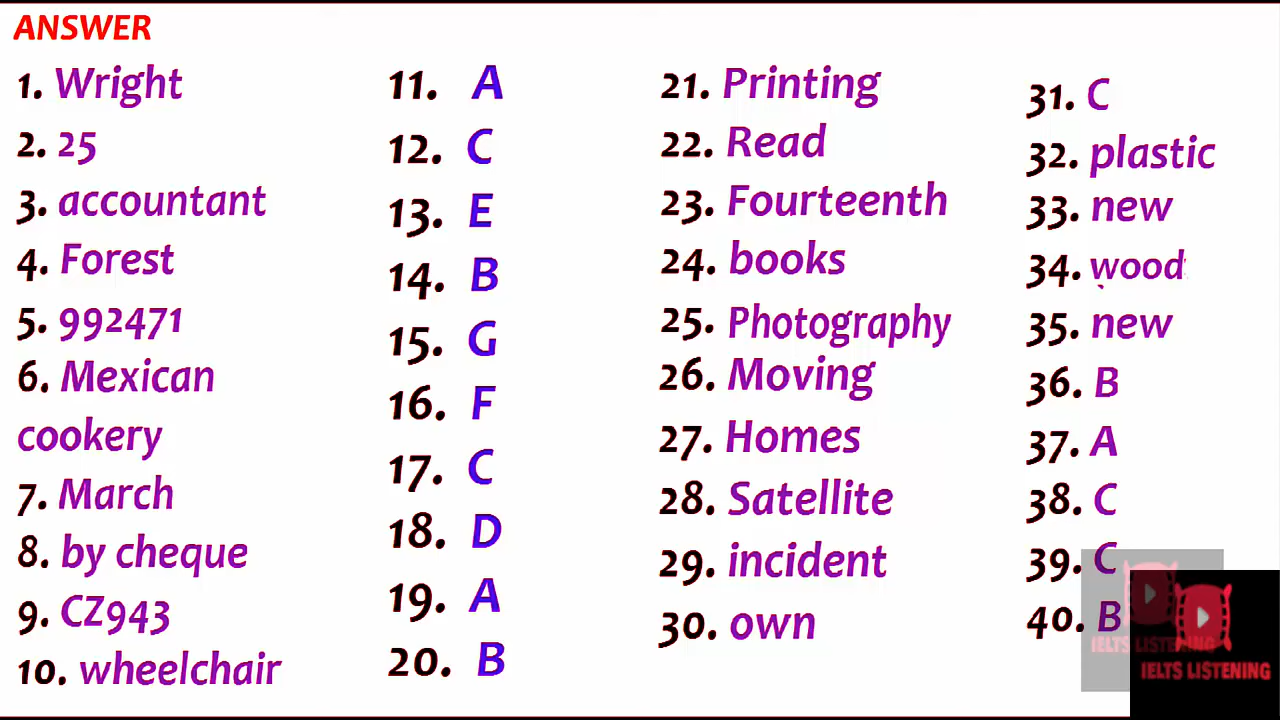 ANSWER
1. Wright
2. 25
3. accountant
4. Forest
5. 992471
6. Mexican
cookery
7. March
8. by cheque
9. CZ943
10. wheelchair
11. A
12. C
13. E
14. B
15. G
16. F
17. C
18. D
19. A
20. B
21. Printing
22. Read
23. Fourteenth
24. books
25. Photography
26. Moving
27. Homes
28. Satellite
29. incident
30. own
31. C
32. plastic
33. new
34. wood
35. new
36. B
37. A
38. C
39. C
40. B
IELTS LISTENING
IELTS LISTENING